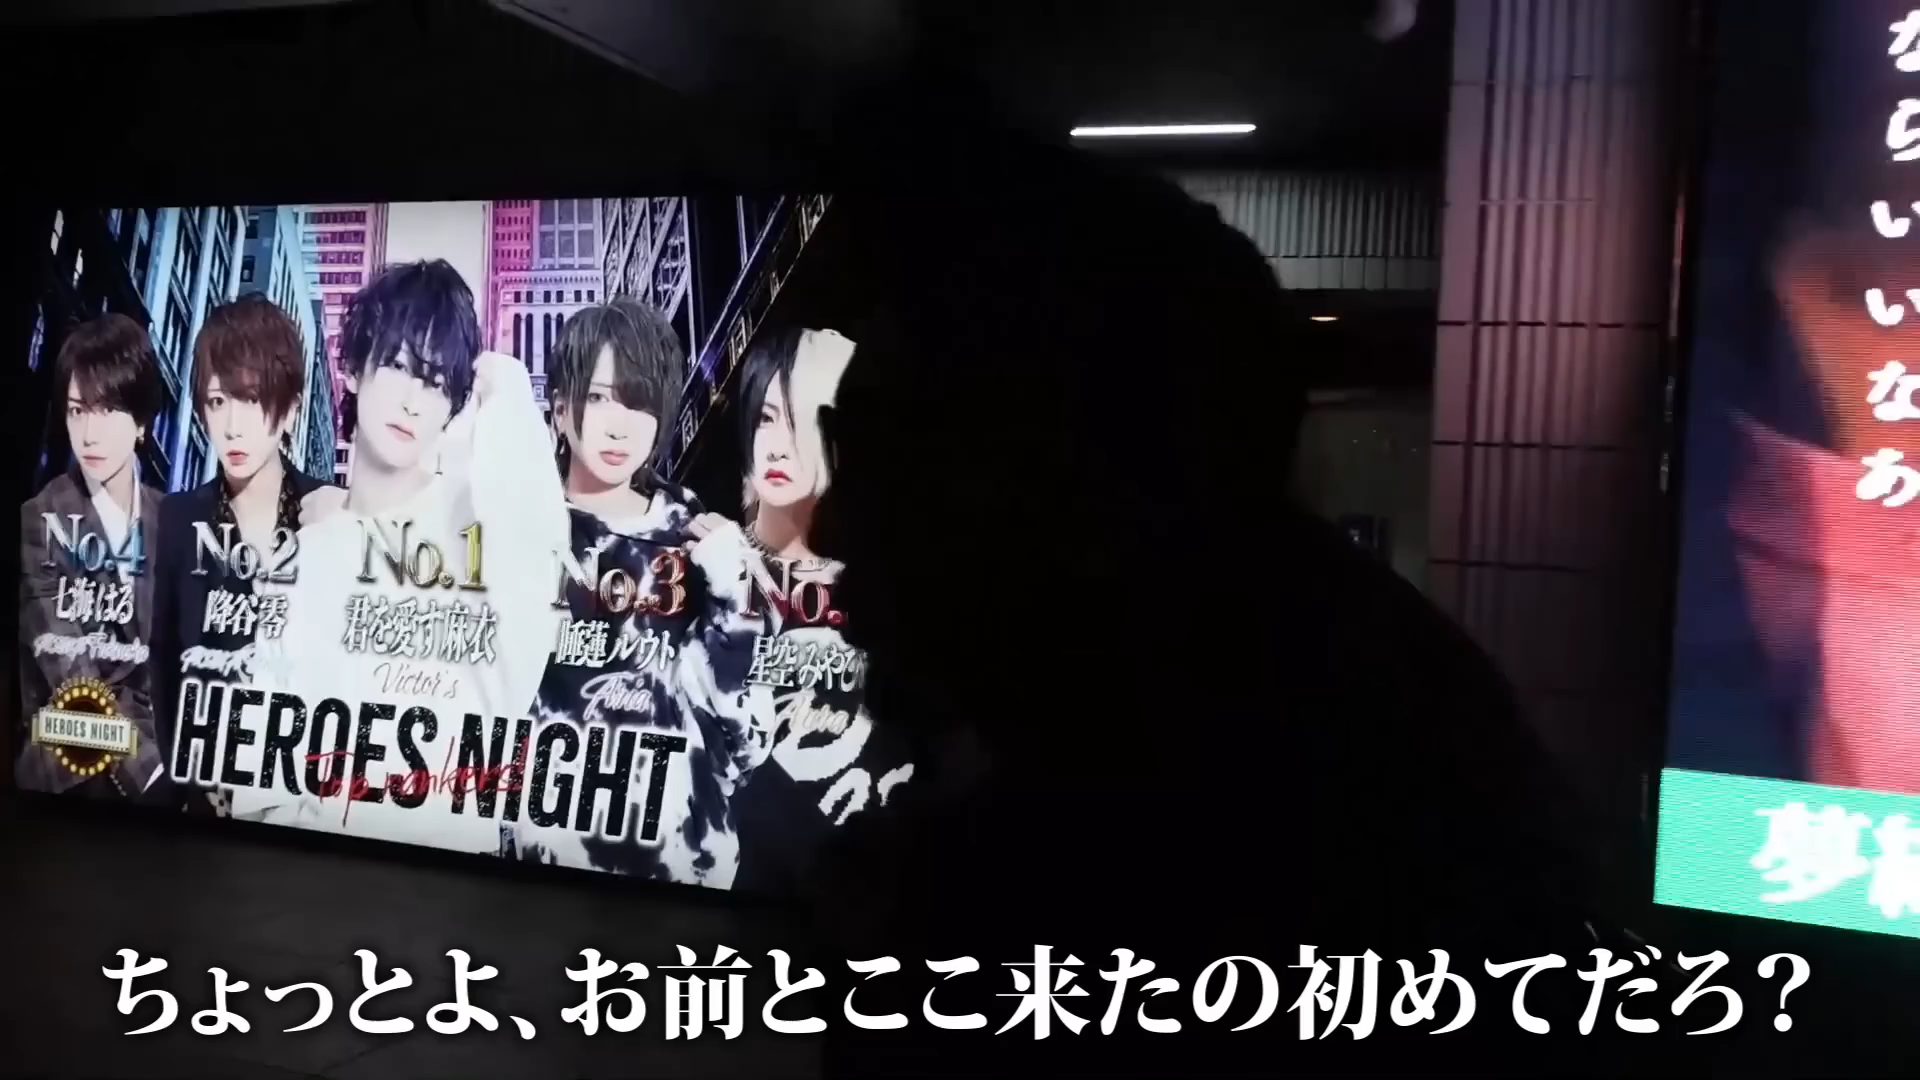 No.4
七海はる
No.2
降谷零
No.1
君を愛す麻衣
Victor's
No.3
睡蓮ルウト
Aria
No.
星空みやび
HEROES NIGHT
HEROES NIGHT
Top rankers!
ならいいなあ
夢
ちょっとよ、お前とここ来たの初めてだろ?